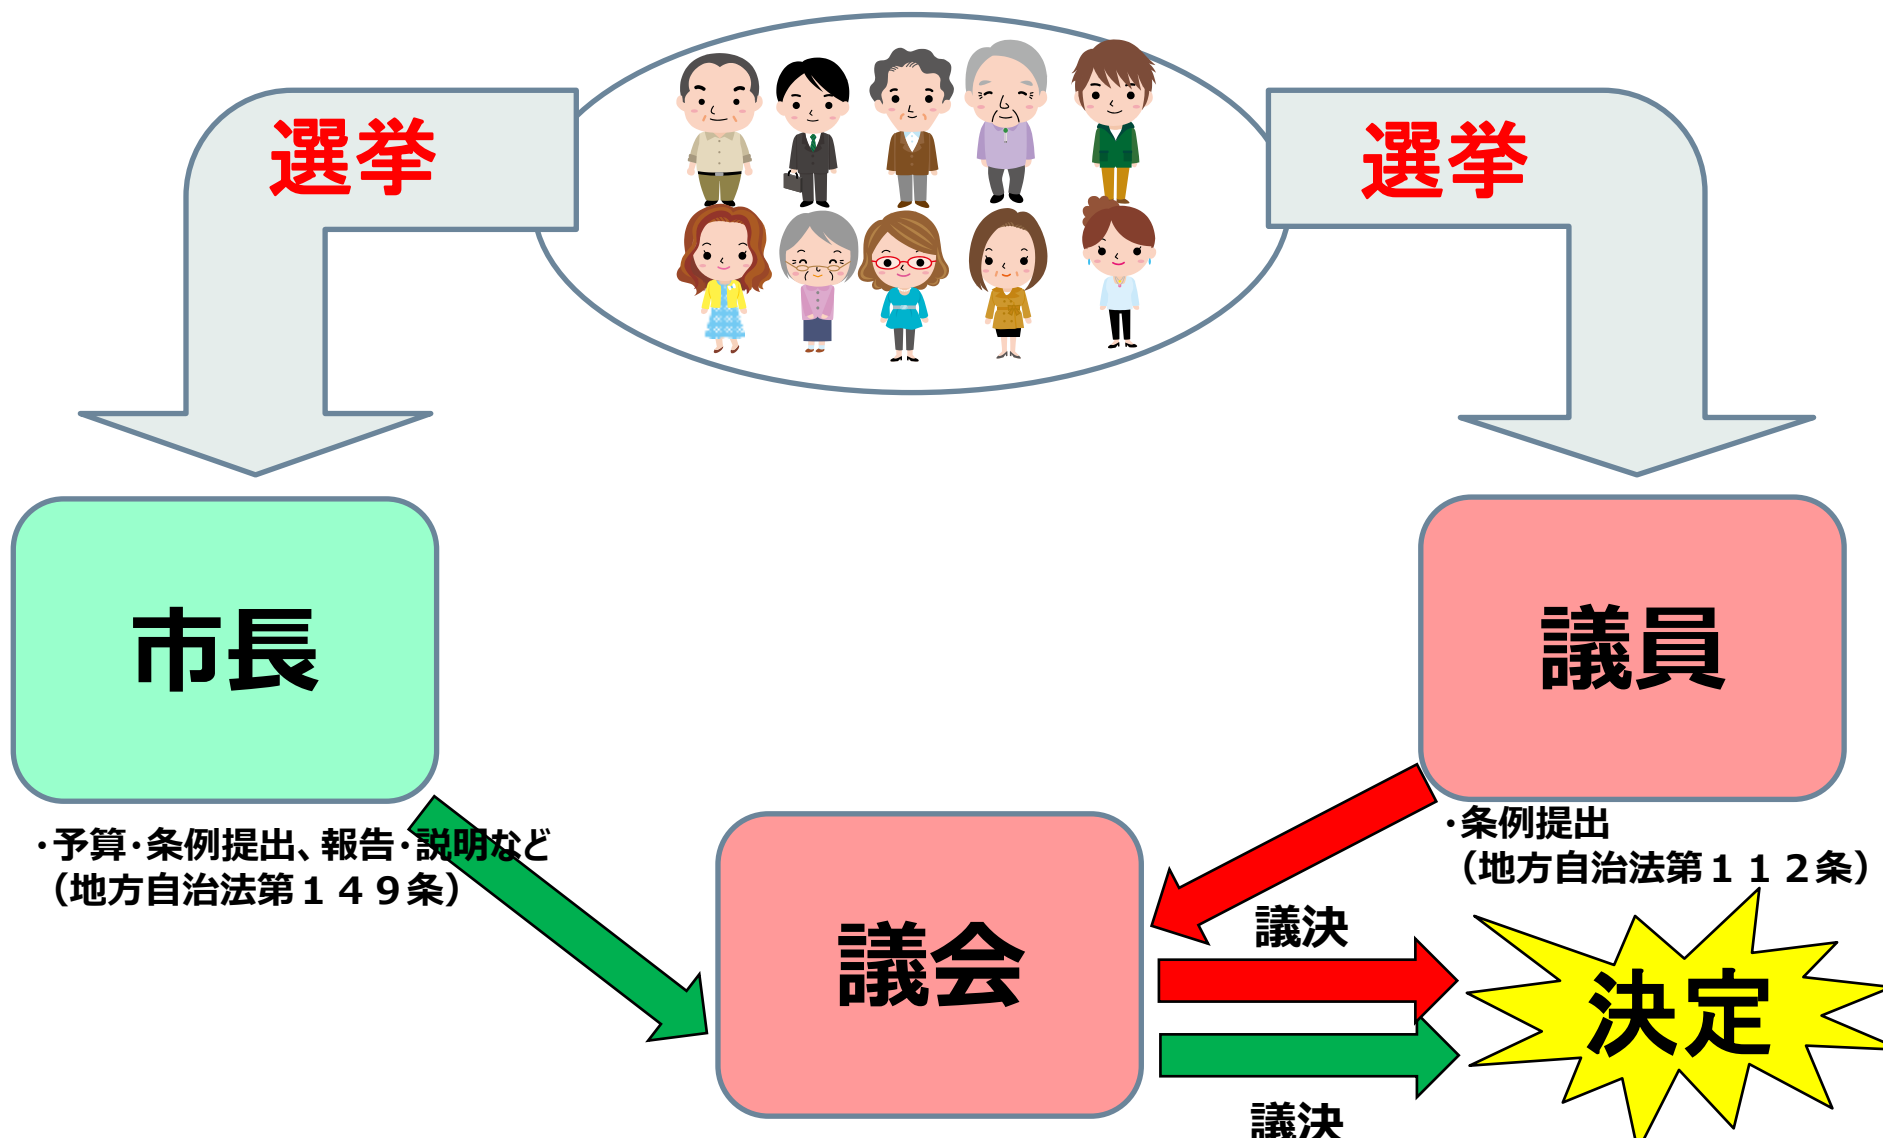 選挙
選挙
市長
議員
・予算・条例提出、報告・説明など
（地方自治法第１４９条）
・条例提出
（地方自治法第１１２条）
議会
議決
決定
議決